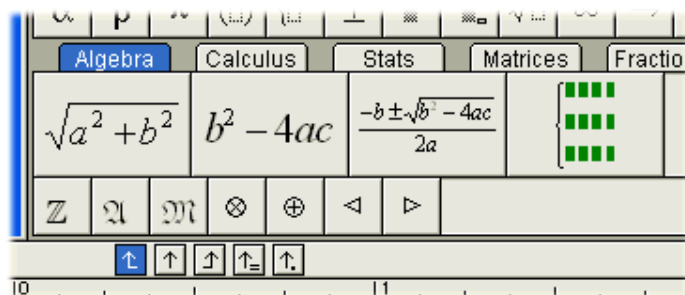 Algebra Calculus Stats Matrices Fractio
√a² + b² b² − 4ac −b ± √b² − 4ac / 2a
ℤ 𝔄 𝔐 ⊗ ⊕ ⊲ ⊳
0 1